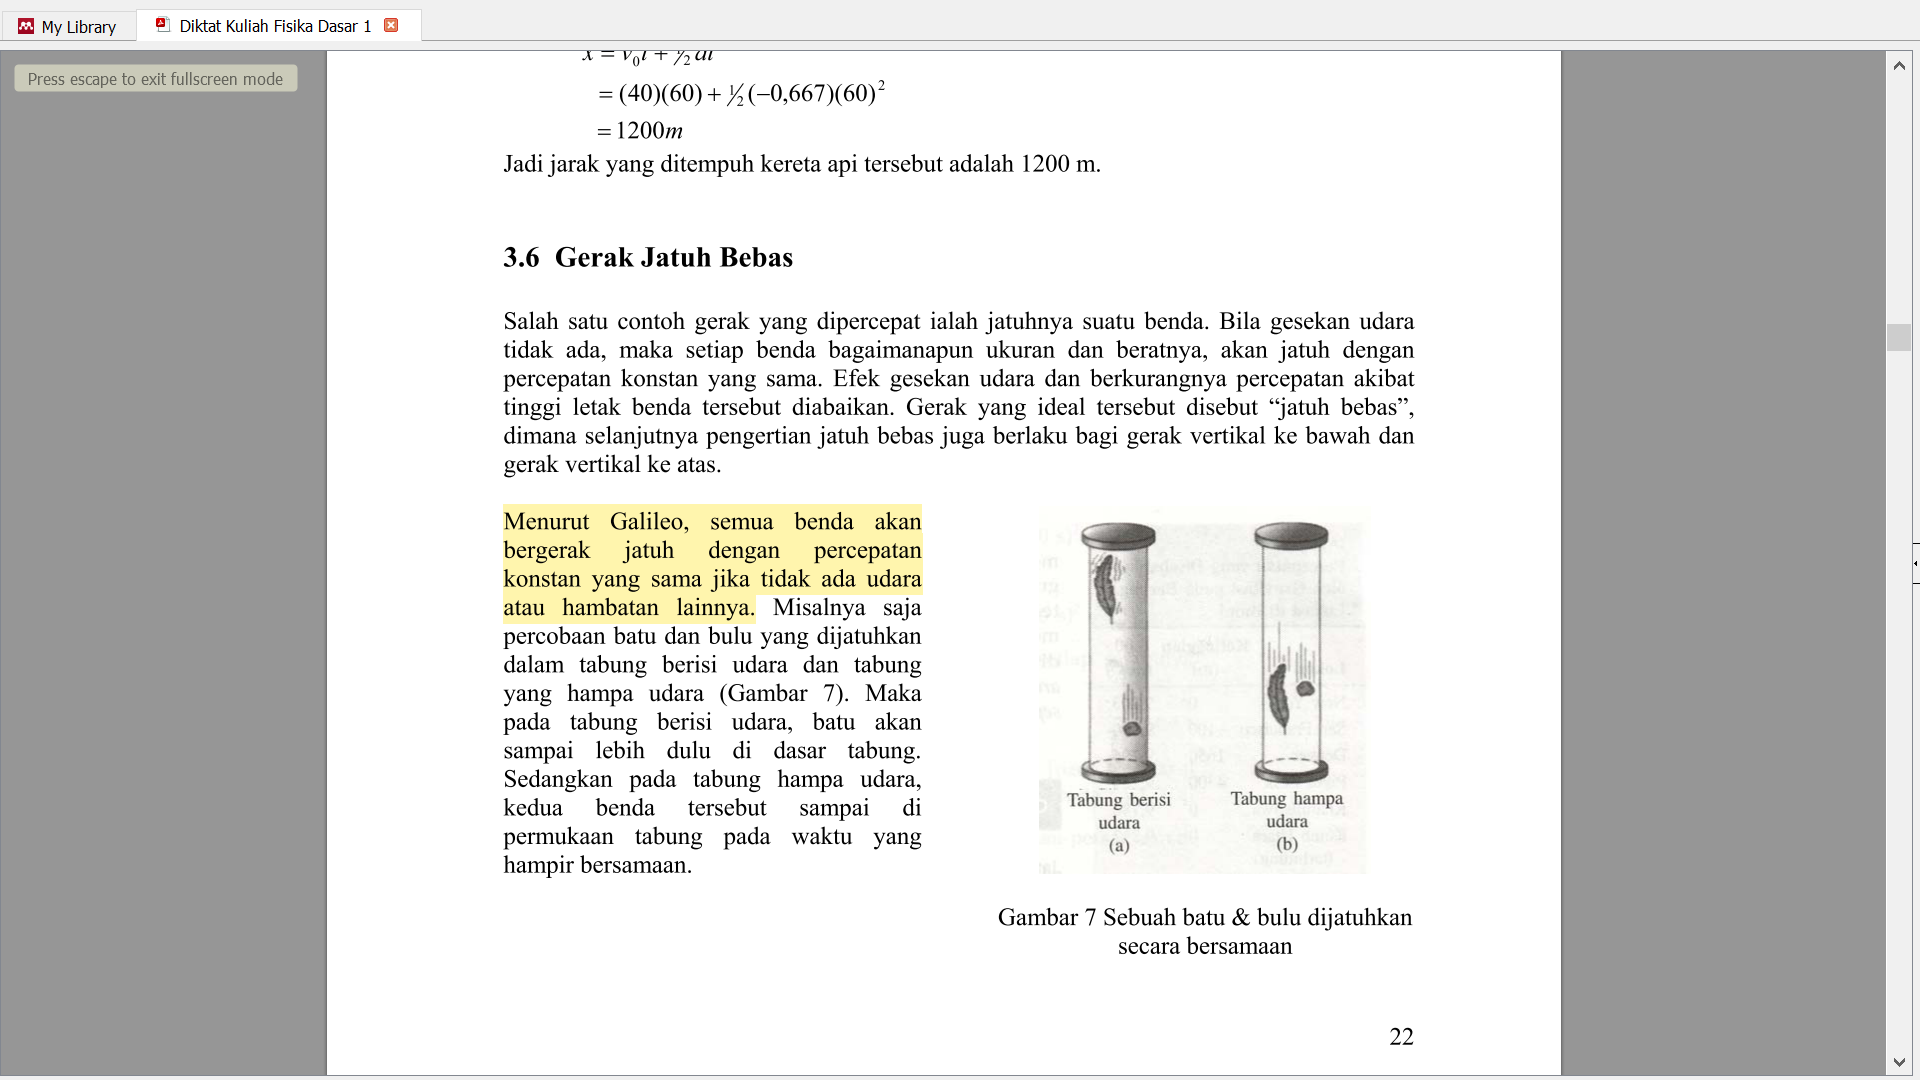 My Library
Diktat Kuliah Fisika Dasar 1
Press escape to exit fullscreen mode
= (40)(60) + ½(−0,667)(60)²
= 1200m
Jadi jarak yang ditempuh kereta api tersebut adalah 1200 m.
3.6 Gerak Jatuh Bebas
Salah satu contoh gerak yang dipercepat ialah jatuhnya suatu benda. Bila gesekan udara
tidak ada, maka setiap benda bagaimanapun ukuran dan beratnya, akan jatuh dengan
percepatan konstan yang sama. Efek gesekan udara dan berkurangnya percepatan akibat
tinggi letak benda tersebut diabaikan. Gerak yang ideal tersebut disebut “jatuh bebas”,
dimana selanjutnya pengertian jatuh bebas juga berlaku bagi gerak vertikal ke bawah dan
gerak vertikal ke atas.
Menurut Galileo, semua benda akan
bergerak jatuh dengan percepatan
konstan yang sama jika tidak ada udara
atau hambatan lainnya. Misalnya saja
percobaan batu dan bulu yang dijatuhkan
dalam tabung berisi udara dan tabung
yang hampa udara (Gambar 7). Maka
pada tabung berisi udara, batu akan
sampai lebih dulu di dasar tabung.
Sedangkan pada tabung hampa udara,
kedua benda tersebut sampai di
permukaan tabung pada waktu yang
hampir bersamaan.
Tabung berisi
udara
(a)
Tabung hampa
udara
(b)
Gambar 7 Sebuah batu & bulu dijatuhkan
secara bersamaan
22